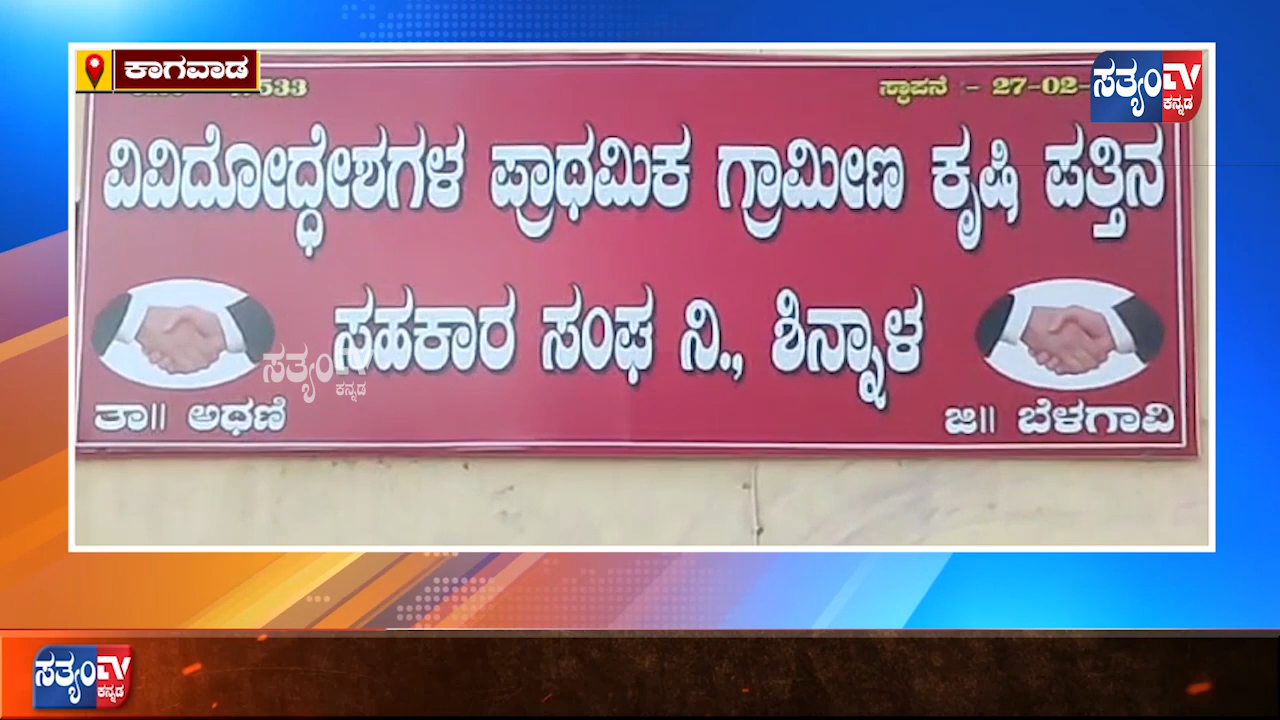 ಕಾಗವಾಡ
ಸತ್ಯಂTV ಕನ್ನಡ
ಸ್ಥಾಪನೆ :- 27-02-
ವಿವಿದೋದ್ಧೇಶಗಳ ಪ್ರಾಥಮಿಕ ಗ್ರಾಮೀಣ ಕೃಷಿ ಪತ್ತಿನ
ಸಹಕಾರ ಸಂಘ ನಿ., ಶಿನ್ನಾಳ
ಸತ್ಯಂTV ಕನ್ನಡ
ತಾ|| ಅಥಣಿ
ಜಿ|| ಬೆಳಗಾವಿ
ಸತ್ಯಂTV ಕನ್ನಡ